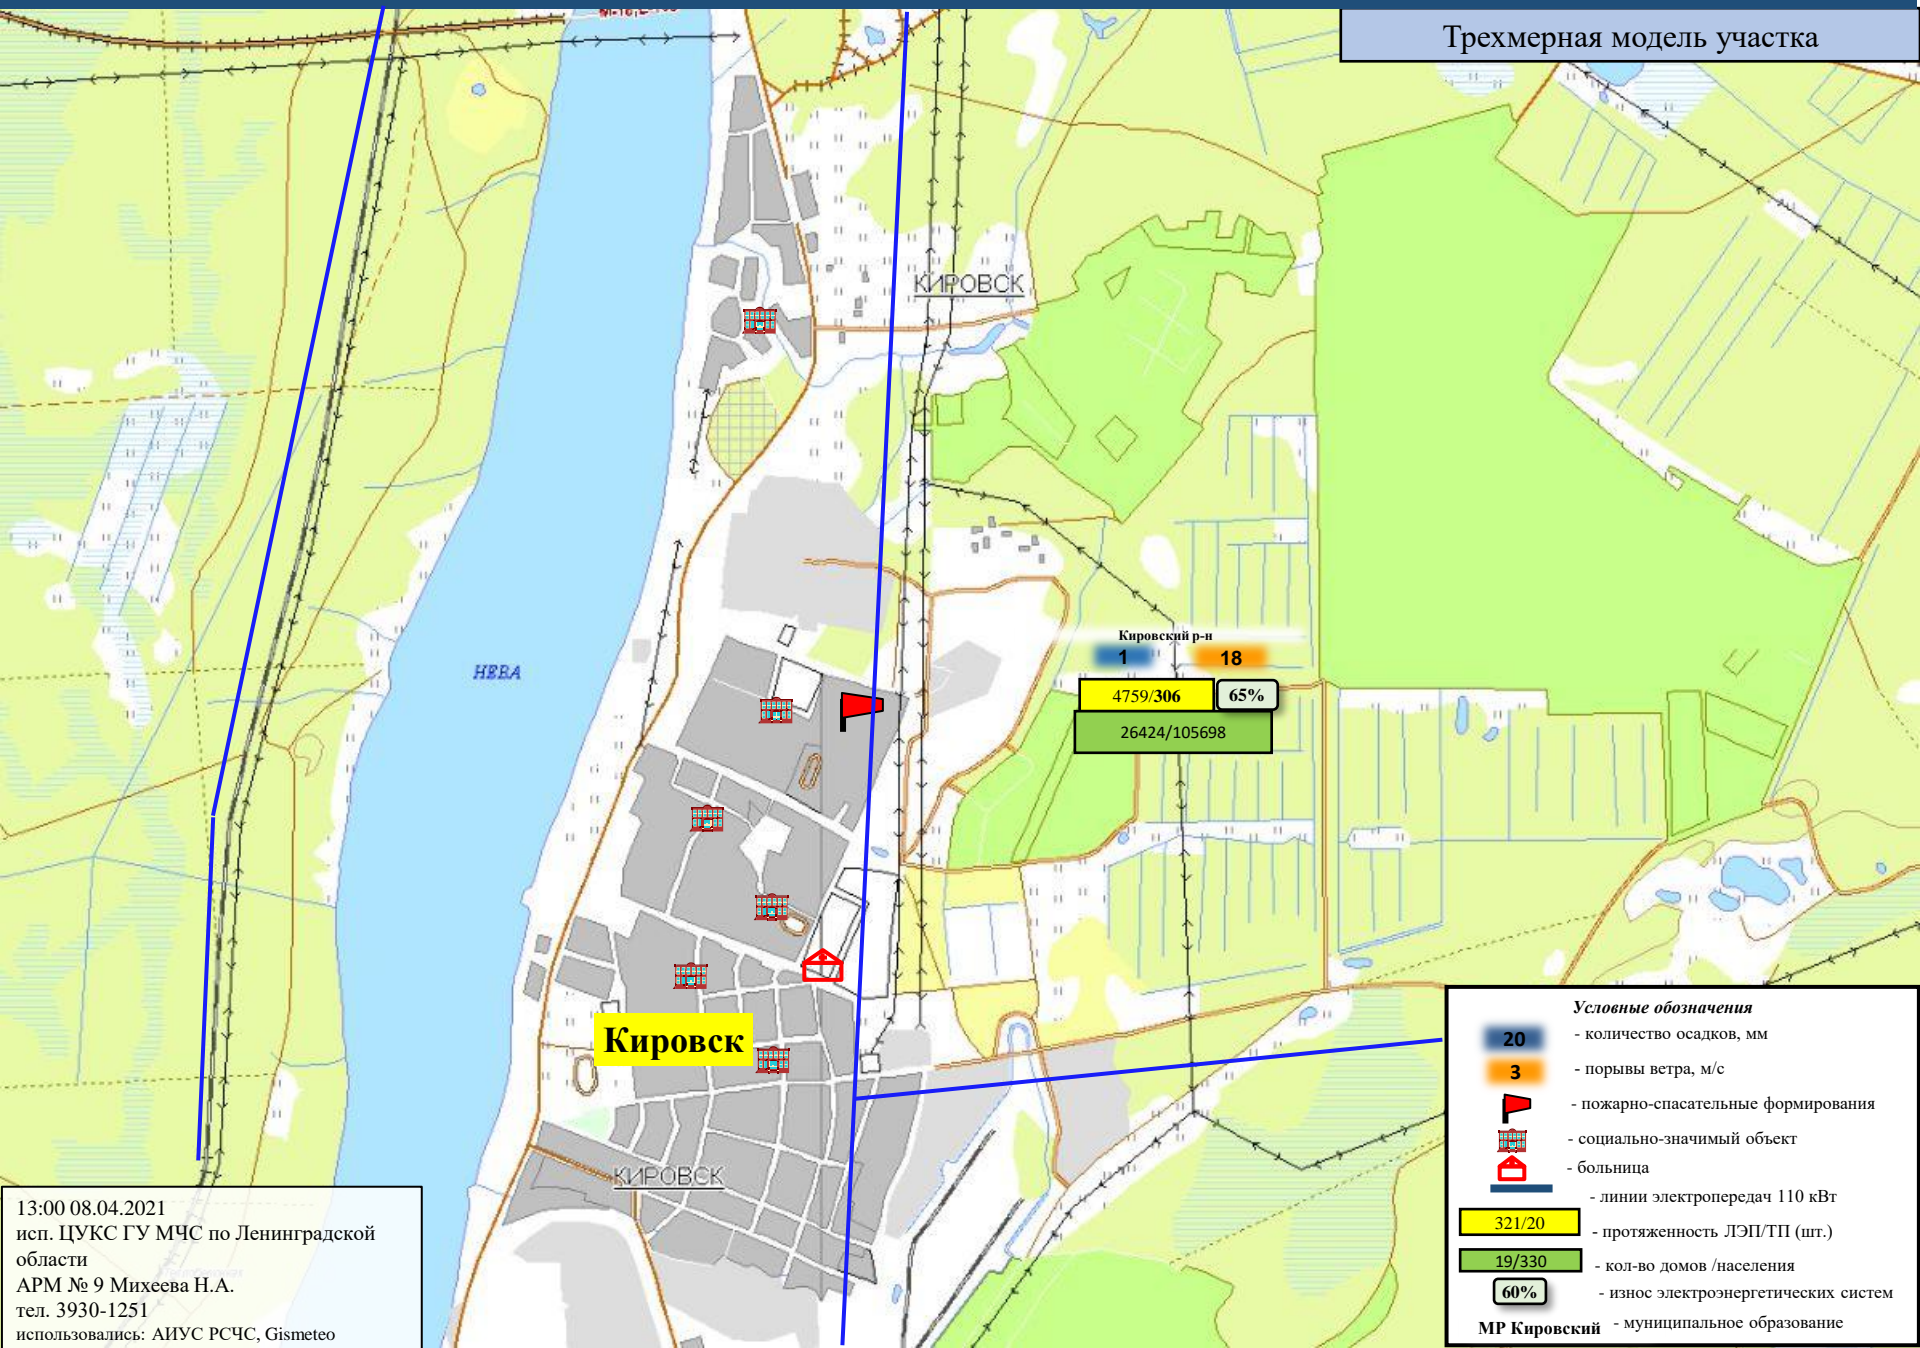 Трехмерная модель участка
КИРОВСК
НЕВА
Кировский р-н
1
18
4759/306
65%
26424/105698
Кировск
КИРОВСК
13:00 08.04.2021
исп. ЦУКС ГУ МЧС по Ленинградской
области
АРМ № 9 Михеева Н.А.
тел. 3930-1251
использовались: АИУС РСЧС, Gismeteo
Условные обозначения
20 - количество осадков, мм
3 - порывы ветра, м/с
- пожарно-спасательные формирования
- социально-значимый объект
- больница
- линии электропередач 110 кВт
321/20 - протяженность ЛЭП/ТП (шт.)
19/330 - кол-во домов /населения
60% - износ электроэнергетических систем
МР Кировский - муниципальное образование